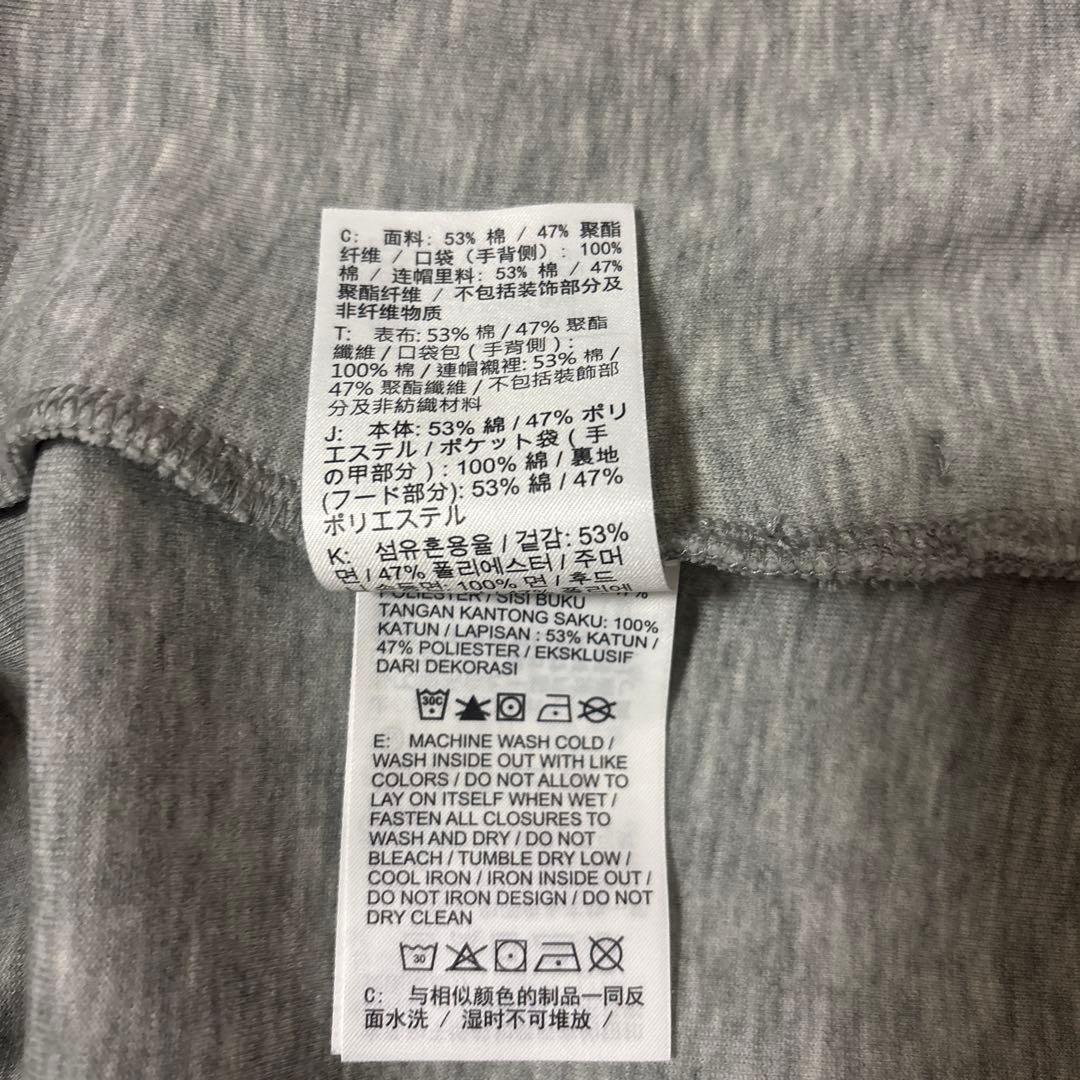 C: 面料: 53% 棉 / 47% 聚酯
纤维 / 口袋 (手背侧) : 100%
棉 / 连帽里料: 53% 棉 / 47%
聚酯纤维 / 不包括装饰部分及
非纤维物质
T: 表布: 53% 棉 / 47% 聚酯
纖維 / 口袋包 ( 手背側 ) :
100% 棉 / 連帽襯裡: 53% 棉 /
47% 聚酯纖維 / 不包括裝飾部
分及非紡織材料
J: 本体: 53% 綿 / 47% ポリ
エステル / ポケット袋 ( 手
の甲部分 ) : 100% 綿 / 裏地
(フード部分): 53% 綿 / 47%
ポリエステル
K: 섬유혼용율 / 겉감: 53%
면 / 47% 폴리에스터 / 주머
100% 면 / 후드
POLIESTER / SISI BUKU
TANGAN KANTONG SAKU: 100%
KATUN / LAPISAN : 53% KATUN /
47% POLIESTER / EKSKLUSIF
DARI DEKORASI
30C
E: MACHINE WASH COLD /
WASH INSIDE OUT WITH LIKE
COLORS / DO NOT ALLOW TO
LAY ON ITSELF WHEN WET /
FASTEN ALL CLOSURES TO
WASH AND DRY / DO NOT
BLEACH / TUMBLE DRY LOW /
COOL IRON / IRON INSIDE OUT /
DO NOT IRON DESIGN / DO NOT
DRY CLEAN
30
C: 与相似颜色的制品一同反
面水洗 / 湿时不可堆放 /